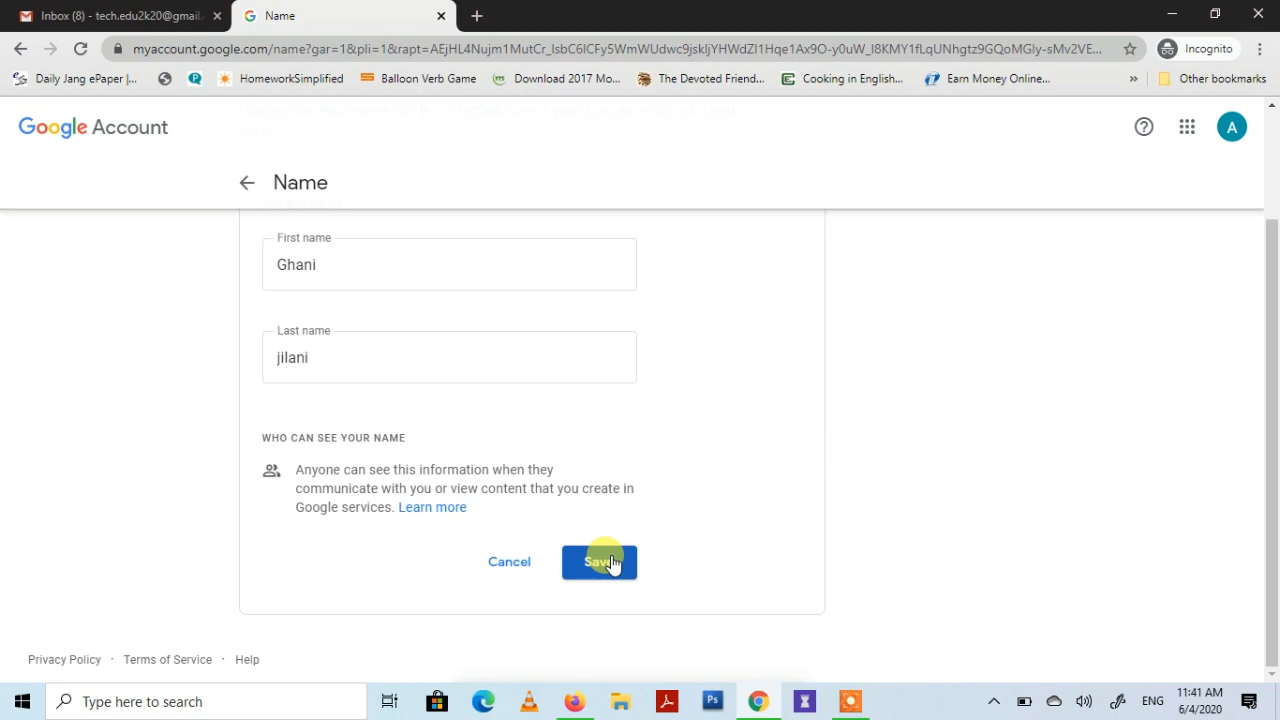 Inbox (8) - tech.edu2k20@gmail.
Name
myaccount.google.com/name?gar=1&pli=1&rapt=AEjHL4Nujm1MutCr_IsbC6ICFy5WmWUdwc9jskljYHWdZI1Hqe1Ax9O-y0uW_I8KMY1fLqUNhgtz9GQoMGly-sMv2VE...
Incognito
Daily Jang ePaper |...
HomeworkSimplified
Balloon Verb Game
Download 2017 Mo...
The Devoted Friend...
Cooking in English...
Earn Money Online...
»
Other bookmarks
Google Account
A
Name
First name
Ghani
Last name
jilani
WHO CAN SEE YOUR NAME
Anyone can see this information when they
communicate with you or view content that you create in
Google services. Learn more
Cancel
Save
Privacy Policy · Terms of Service · Help
Type here to search
Ps
ENG
11:41 AM
6/4/2020